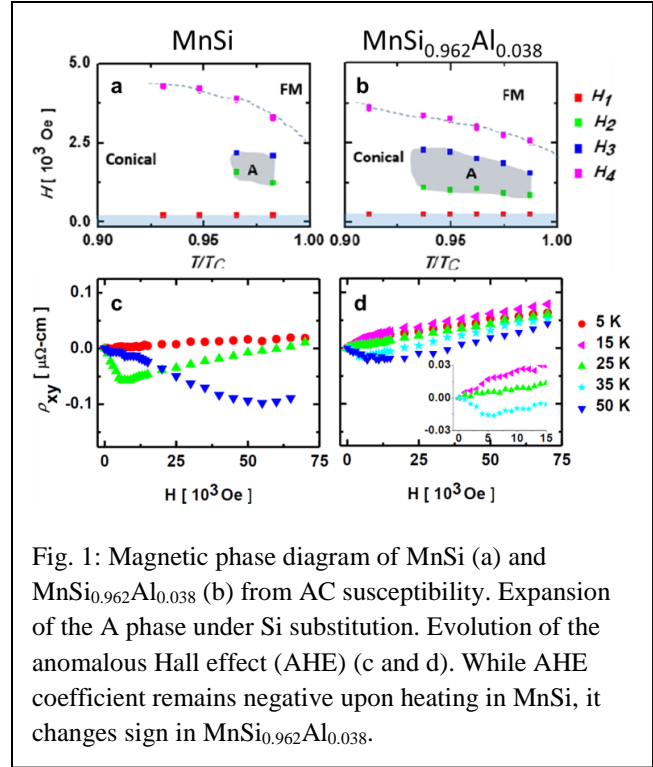 MnSi MnSi0.962Al0.038
5.0 a FM b FM H1
H2
H [ 10³ Oe ] 2.5 Conical A Conical A H3
H4
0.0
0.90 0.95 1.00 0.90 0.95 1.00
T/TC T/TC
0.1 c d 5 K
15 K
ρxy [ μΩ-cm ] 0.0 25 K
0.03 35 K
-0.1 0.00 50 K
-0.03
0 5 10 15
0 25 50 75 0 25 50 75
H [ 10³ Oe ] H [ 10³ Oe ]
Fig. 1: Magnetic phase diagram of MnSi (a) and
MnSi0.962Al0.038 (b) from AC susceptibility. Expansion
of the A phase under Si substitution. Evolution of the
anomalous Hall effect (AHE) (c and d). While AHE
coefficient remains negative upon heating in MnSi, it
changes sign in MnSi0.962Al0.038.